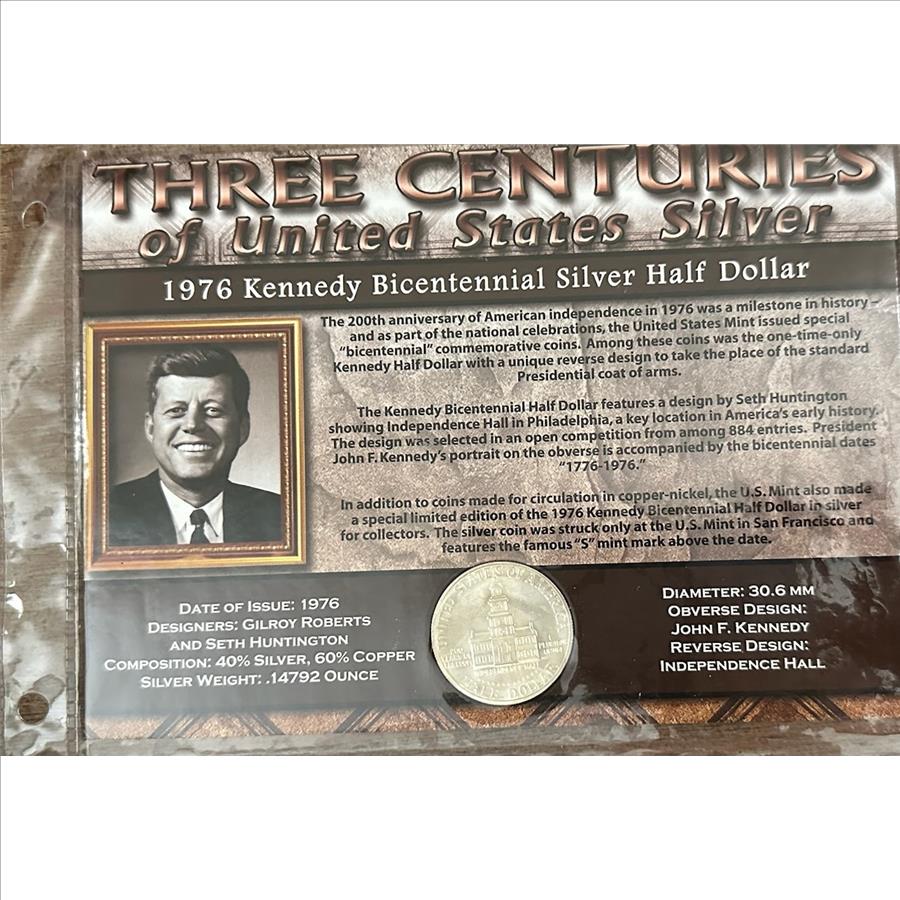 THREE CENTURIES
of United States Silver
1976 Kennedy Bicentennial Silver Half Dollar
The 200th anniversary of American independence in 1976 was a milestone in history –
and as part of the national celebrations, the United States Mint issued special
"bicentennial" commemorative coins. Among these coins was the one-time-only
Kennedy Half Dollar with a unique reverse design to take the place of the standard
Presidential coat of arms.
The Kennedy Bicentennial Half Dollar features a design by Seth Huntington
showing Independence Hall in Philadelphia, a key location in America's early history.
The design was selected in an open competition from among 884 entries. President
John F. Kennedy's portrait on the obverse is accompanied by the bicentennial dates
"1776-1976."
In addition to coins made for circulation in copper-nickel, the U.S. Mint also made
a special limited edition of the 1976 Kennedy Bicentennial Half Dollar in silver
for collectors. The silver coin was struck only at the U.S. Mint in San Francisco and
features the famous "S" mint mark above the date.
DATE OF ISSUE: 1976
DESIGNERS: GILROY ROBERTS
AND SETH HUNTINGTON
COMPOSITION: 40% SILVER, 60% COPPER
SILVER WEIGHT: .14792 OUNCE
UNITED STATES OF AMERICA
HALF DOLLAR
DIAMETER: 30.6 MM
OBVERSE DESIGN:
JOHN F. KENNEDY
REVERSE DESIGN:
INDEPENDENCE HALL